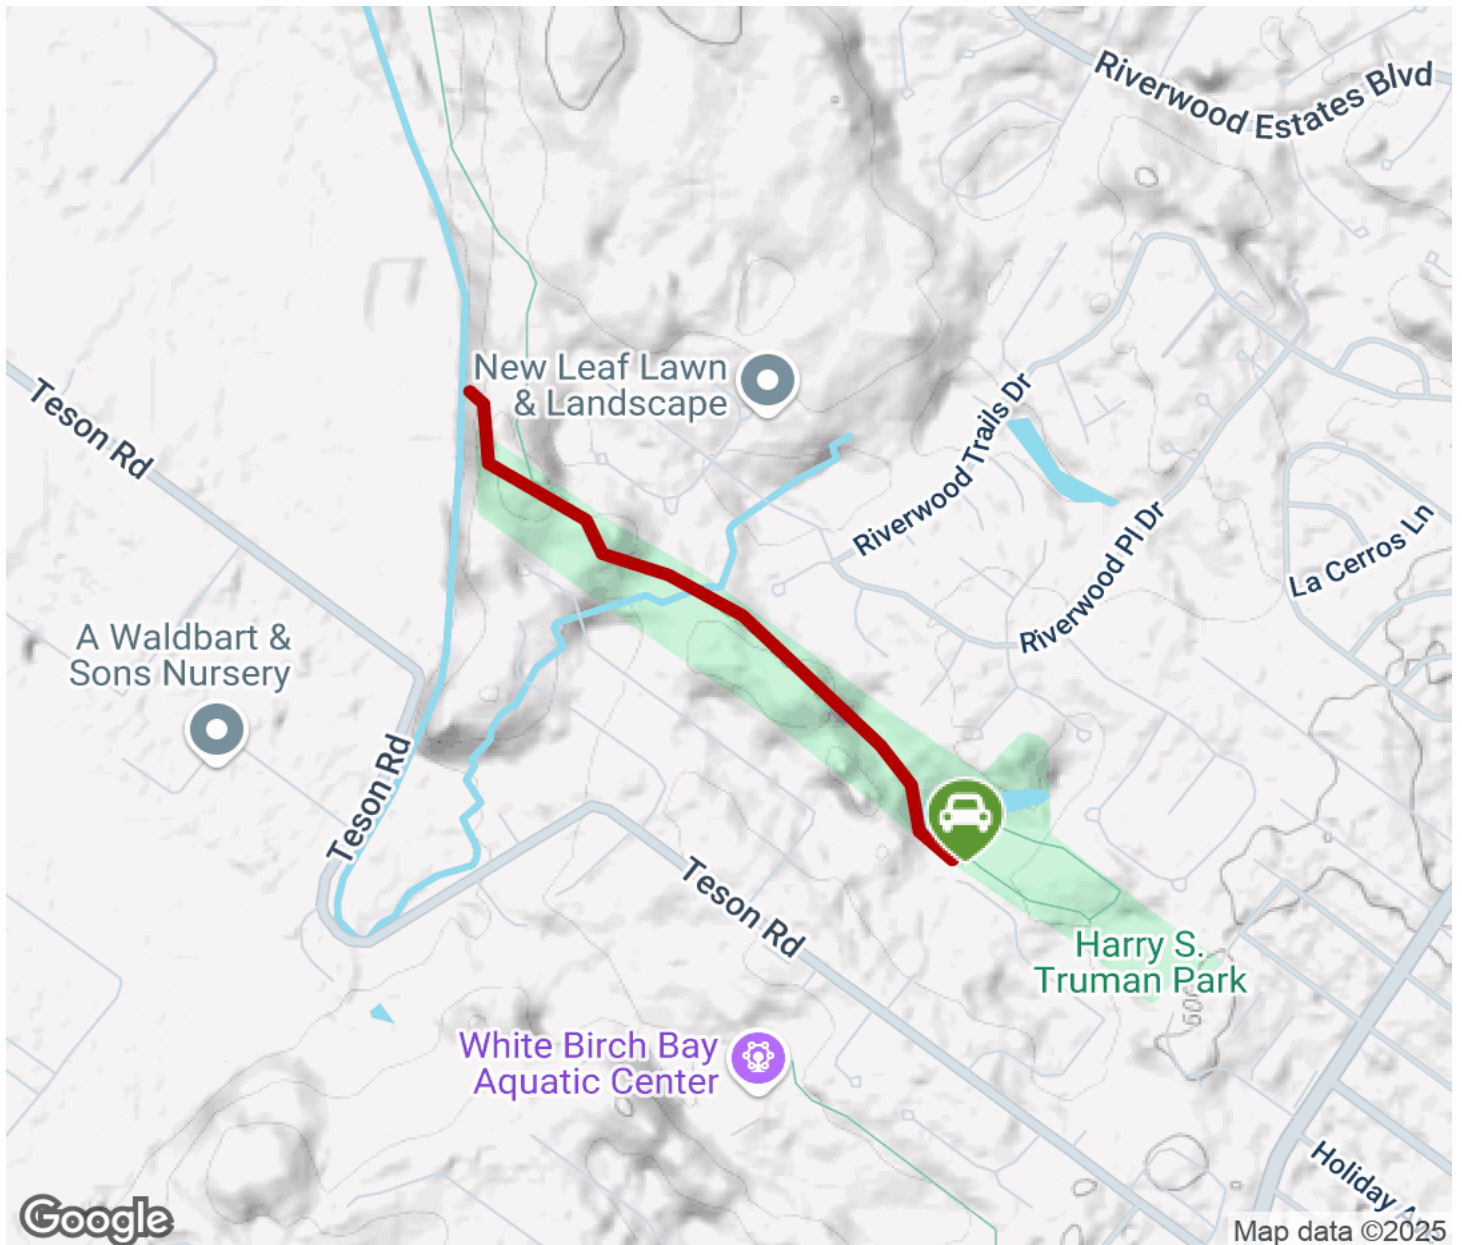 Riverwood Estates Blvd
New Leaf Lawn
& Landscape
Teson Rd
Riverwood Trails Dr
Riverwood Pl Dr
La Cerros Ln
A Waldbart &
Sons Nursery
Teson Rd
Teson Rd
Harry S.
Truman Park
White Birch Bay
Aquatic Center
Holiday
Google
Map data ©2025